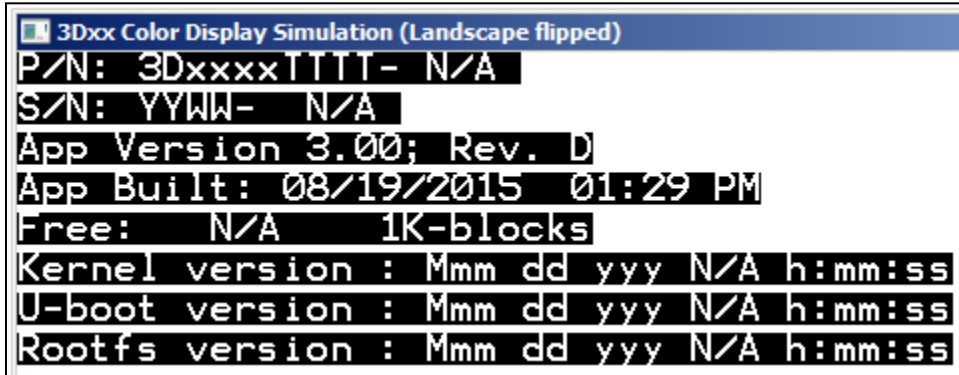 3Dxx Color Display Simulation (Landscape flipped)
P/N: 3DxxxxTTTT- N/A
S/N: YYWW-  N/A
App Version 3.00; Rev. D
App Built: 08/19/2015  01:29 PM
Free:   N/A    1K-blocks
Kernel version : Mmm dd yyy N/A h:mm:ss
U-boot version : Mmm dd yyy N/A h:mm:ss
Rootfs version : Mmm dd yyy N/A h:mm:ss